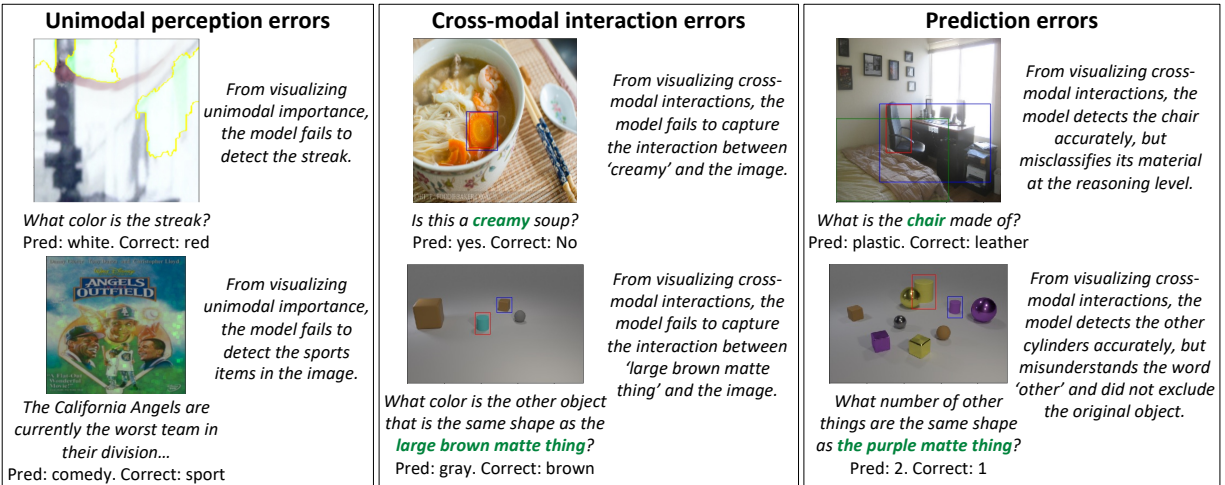 Unimodal perception errors
From visualizing
unimodal importance,
the model fails to
detect the streak.
What color is the streak?
Pred: white. Correct: red
ANGELS
OUTFIELD
From visualizing
unimodal importance,
the model fails to
detect the sports
items in the image.
The California Angels are
currently the worst team in
their division…
Pred: comedy. Correct: sport
Cross-modal interaction errors
From visualizing cross-
modal interactions, the
model fails to capture
the interaction between
‘creamy’ and the image.
Is this a creamy soup?
Pred: yes. Correct: No
From visualizing cross-
modal interactions, the
model fails to capture
the interaction between
‘large brown matte
thing’ and the image.
What color is the other object
that is the same shape as the
large brown matte thing?
Pred: gray. Correct: brown
Prediction errors
From visualizing cross-
modal interactions, the
model detects the chair
accurately, but
misclassifies its material
at the reasoning level.
What is the chair made of?
Pred: plastic. Correct: leather
From visualizing cross-
modal interactions, the
model detects the other
cylinders accurately, but
misunderstands the word
‘other’ and did not exclude
the original object.
What number of other
things are the same shape
as the purple matte thing?
Pred: 2. Correct: 1